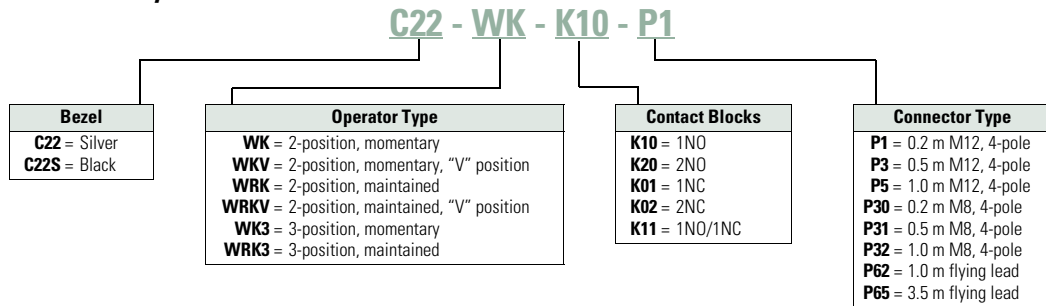 C22 - WK - K10 - P1
Bezel
C22 = Silver
C22S = Black
Operator Type
WK = 2-position, momentary
WKV = 2-position, momentary, “V” position
WRK = 2-position, maintained
WRKV = 2-position, maintained, “V” position
WK3 = 3-position, momentary
WRK3 = 3-position, maintained
Contact Blocks
K10 = 1NO
K20 = 2NO
K01 = 1NC
K02 = 2NC
K11 = 1NO/1NC
Connector Type
P1 = 0.2 m M12, 4-pole
P3 = 0.5 m M12, 4-pole
P5 = 1.0 m M12, 4-pole
P30 = 0.2 m M8, 4-pole
P31 = 0.5 m M8, 4-pole
P32 = 1.0 m M8, 4-pole
P62 = 1.0 m flying lead
P65 = 3.5 m flying lead